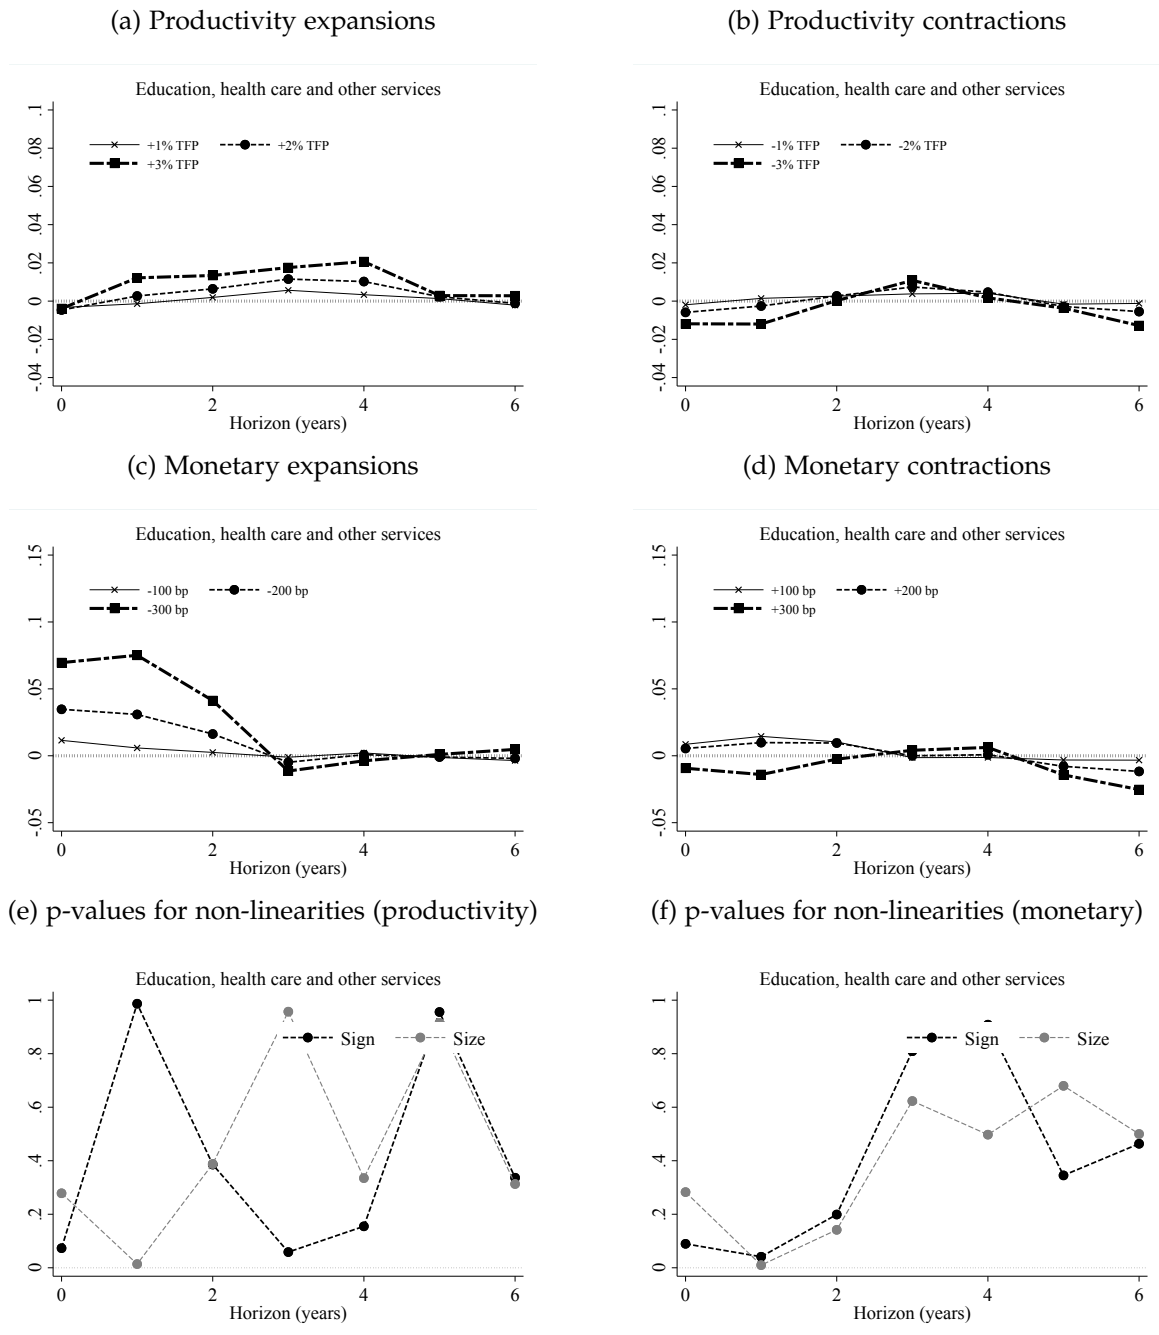 (a) Productivity expansions
(b) Productivity contractions
Education, health care and other services
.1
.08
.06
.04
.02
0
-.02
-.04
+1% TFP
+2% TFP
+3% TFP
0
2
4
6
Horizon (years)
Education, health care and other services
.1
.08
.06
.04
.02
0
-.02
-.04
-1% TFP
-2% TFP
-3% TFP
0
2
4
6
Horizon (years)
(c) Monetary expansions
(d) Monetary contractions
Education, health care and other services
.15
.1
.05
0
-.05
-100 bp
-200 bp
-300 bp
0
2
4
6
Horizon (years)
Education, health care and other services
.15
.1
.05
0
-.05
+100 bp
+200 bp
+300 bp
0
2
4
6
Horizon (years)
(e) p-values for non-linearities (productivity)
(f) p-values for non-linearities (monetary)
Education, health care and other services
1
.8
.6
.4
.2
0
Sign
Size
0
2
4
6
Horizon (years)
Education, health care and other services
1
.8
.6
.4
.2
0
Sign
Size
0
2
4
6
Horizon (years)